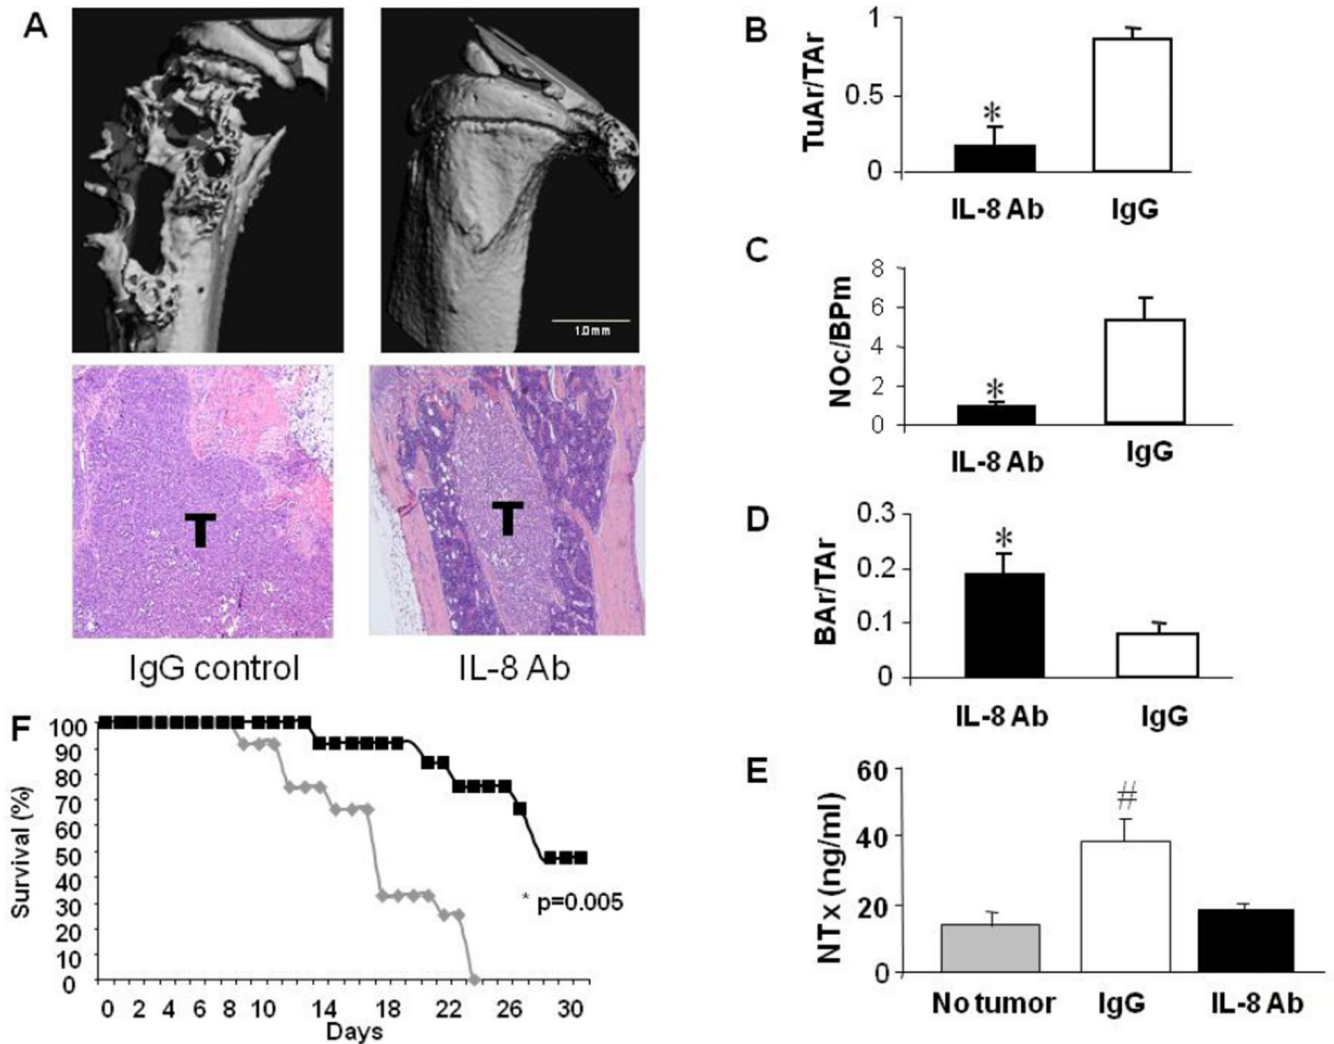 A
1.0mm
T
T
IgG control
IL-8 Ab
B
TuAr/TAr
1
0.5
0
*
IL-8 Ab
IgG
C
NOc/BPm
8
6
4
2
0
*
IL-8 Ab
IgG
D
BAr/TAr
0.3
0.2
0.1
0
*
IL-8 Ab
IgG
E
NTx (ng/ml)
60
40
20
0
#
No tumor
IgG
IL-8 Ab
F
Survival (%)
100
90
80
70
60
50
40
30
20
10
0
* p=0.005
0 2 4 6 8 10 14 18 22 26 30
Days